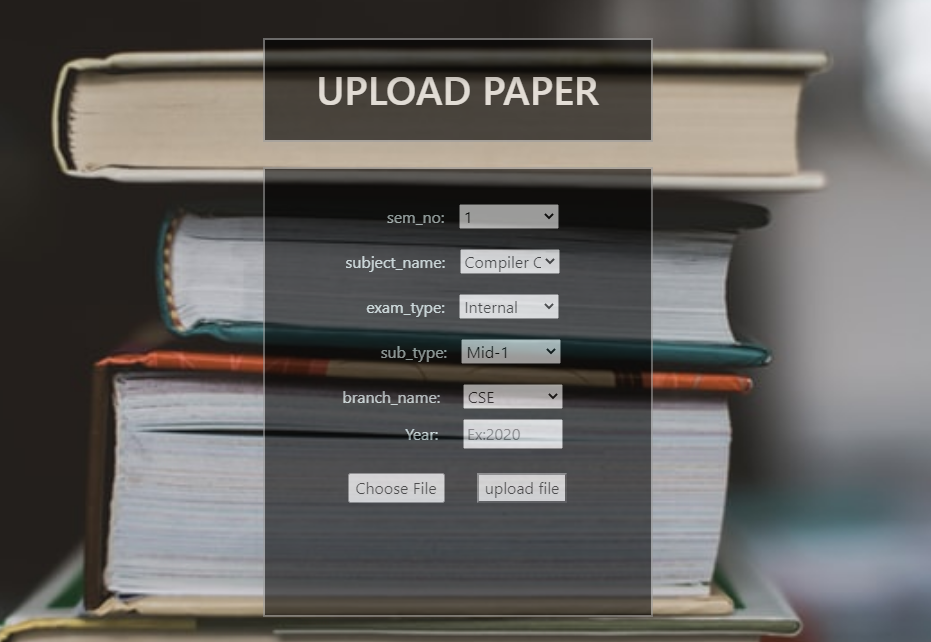 UPLOAD PAPER
sem_no: 1
subject_name: Compiler C
exam_type: Internal
sub_type: Mid-1
branch_name: CSE
Year: Ex:2020
Choose File upload file